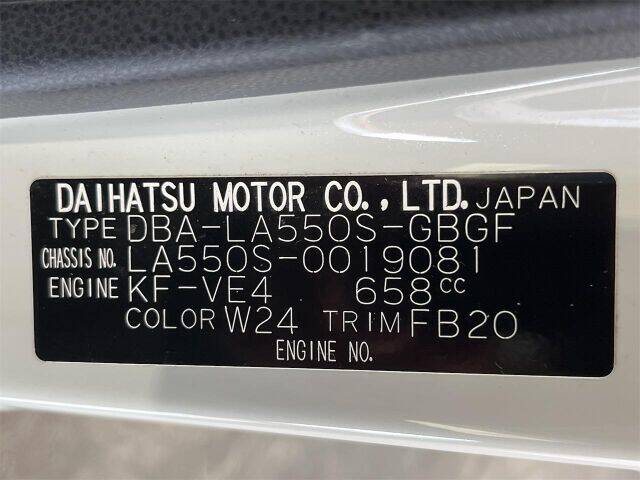 DAIHATSU MOTOR CO., LTD. JAPAN
TYPE DBA-LA550S-GBGF
CHASSIS NO. LA550S-0019081
ENGINE KF-VE4 658cc
COLOR W24 TRIM FB20
ENGINE NO.